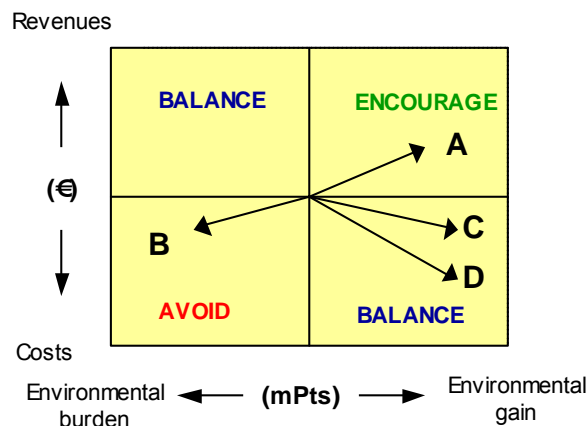 Revenues
BALANCE
ENCOURAGE
A
(€)
B
C
D
AVOID
BALANCE
Costs
Environmental burden
(mPts)
Environmental gain